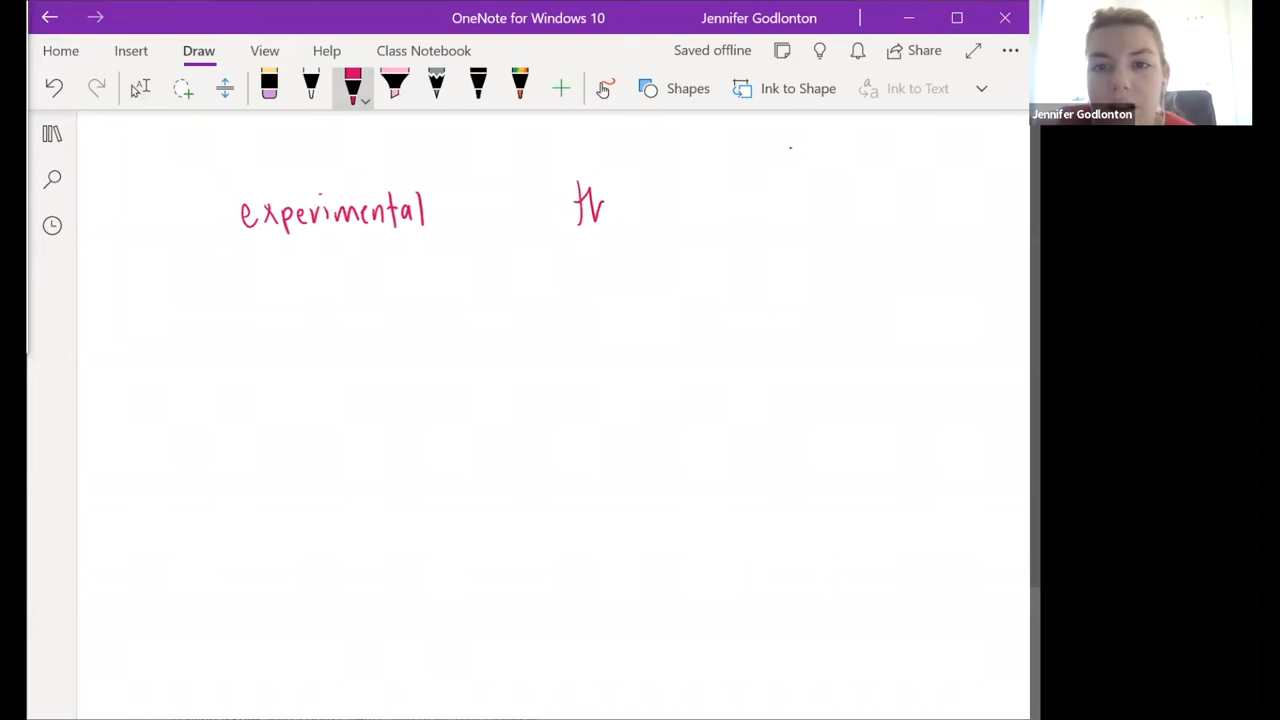 OneNote for Windows 10
Jennifer Godlonton
Home Insert Draw View Help Class Notebook Saved offline Share
Shapes Ink to Shape Ink to Text
Jennifer Godlonton
experimental th